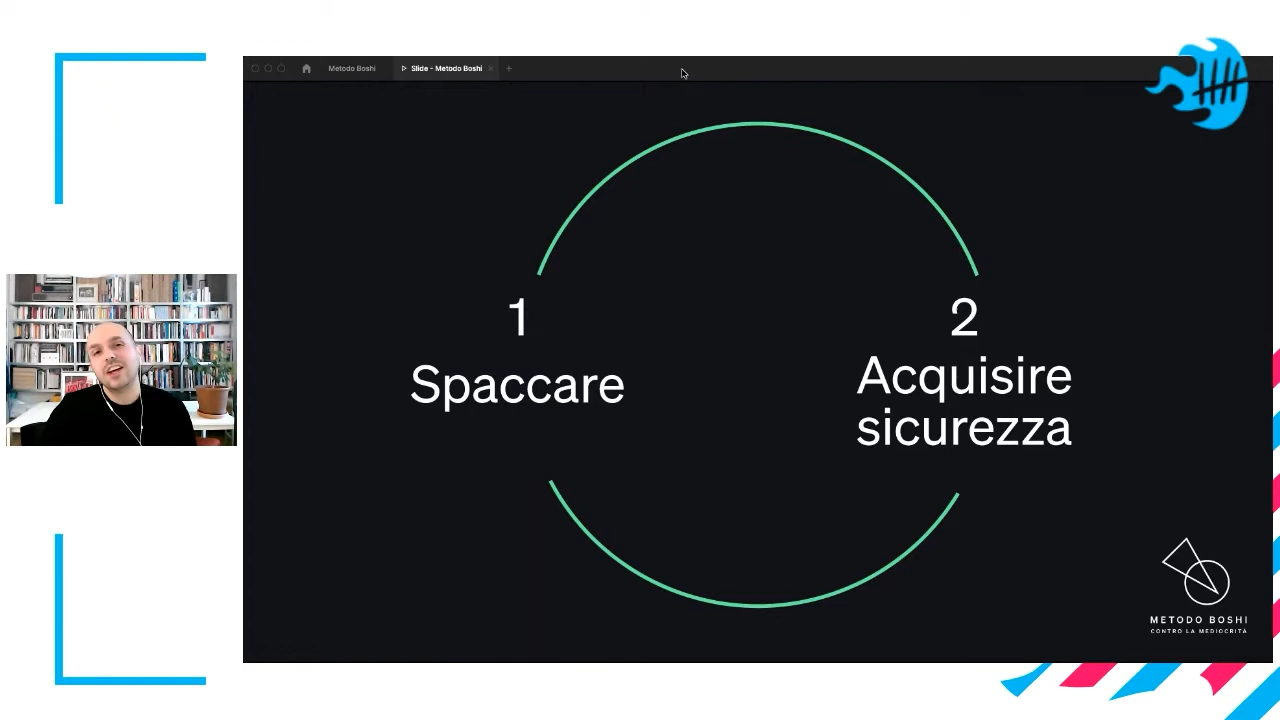 Metodo Boshi
Slide - Metodo Boshi
1
Spaccare
2
Acquisire
sicurezza
METODO BOSHI
CONTRO LA MEDIOCRITÀ